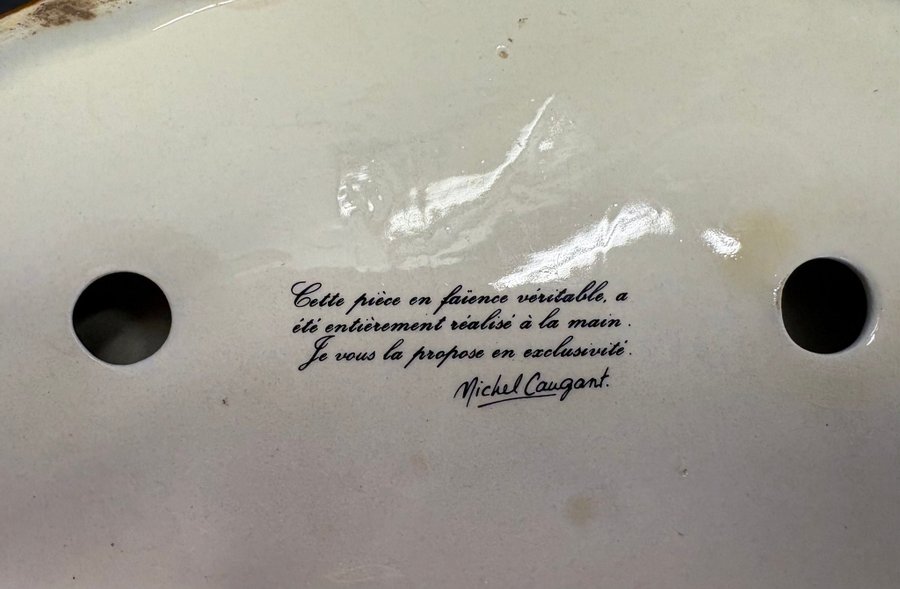 Cette pièce en faïence véritable, a
été entièrement réalisé à la main.
Je vous la propose en exclusivité.
Michel Caugant.